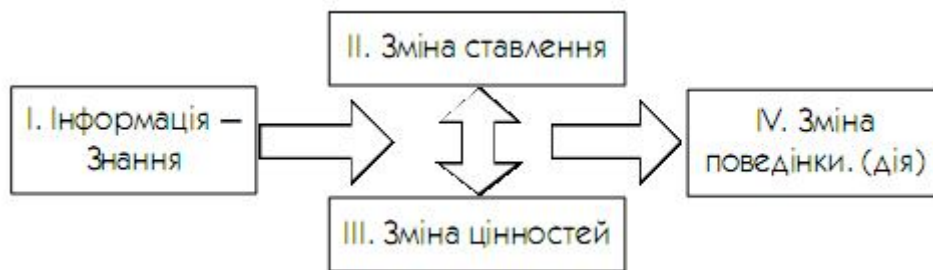 І. Інформація –
Знання
ІІ. Зміна ставлення
ІІІ. Зміна цінностей
IV. Зміна
поведінки. (дія)